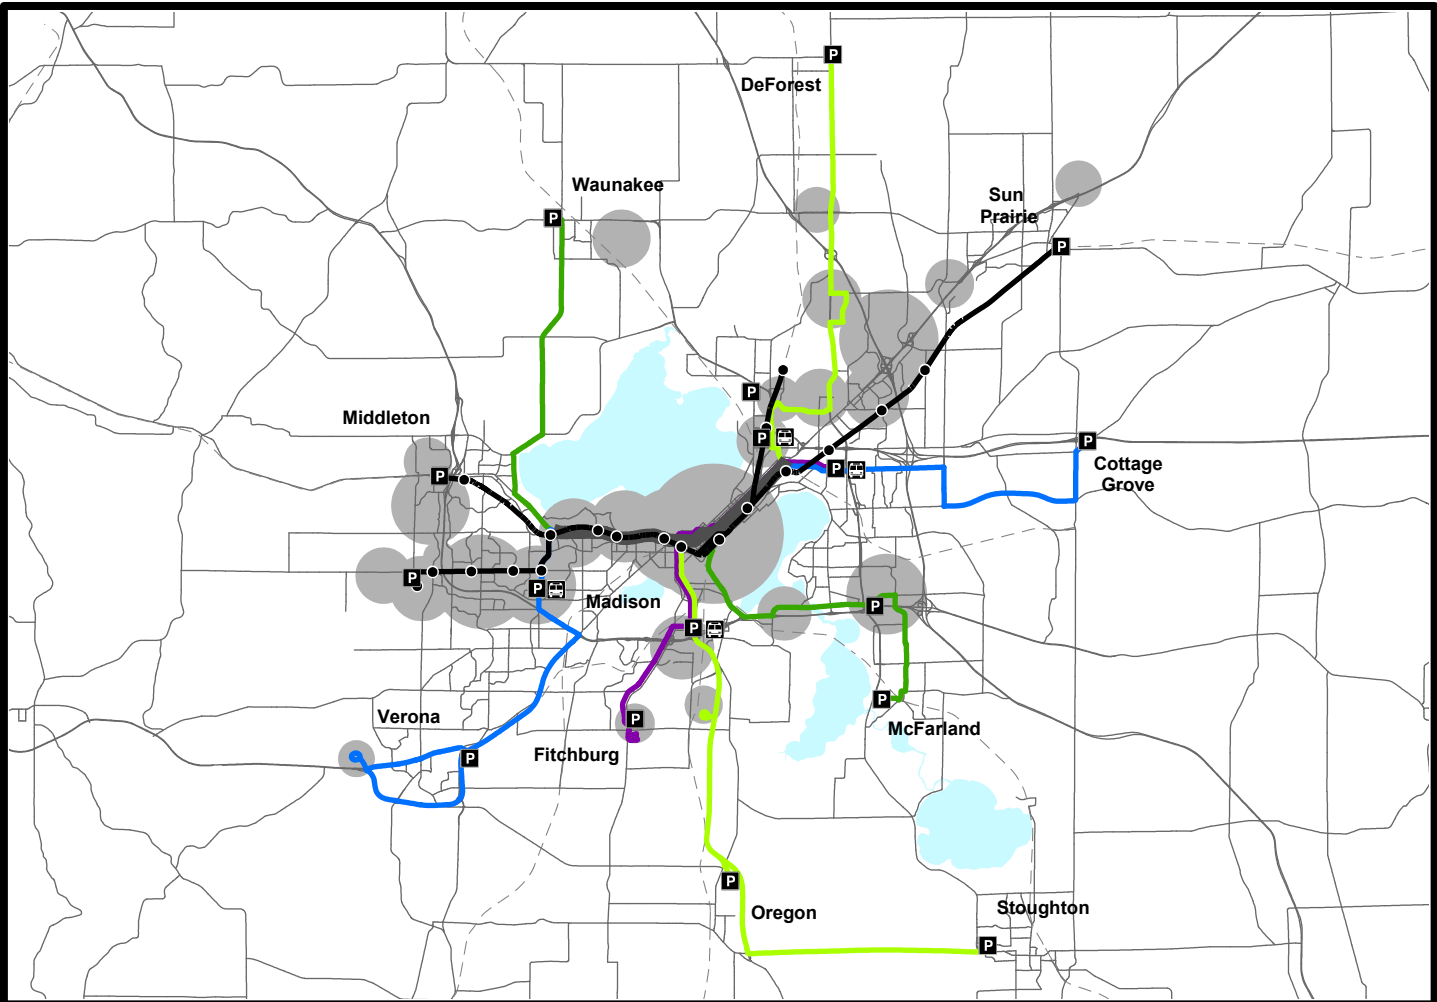 P
DeForest
Waunakee
Sun
Prairie
P
P
P
Middleton
P
P
Cottage
Grove
P
P
P
P
Madison
P
P
P
McFarland
Verona
P
Fitchburg
P
P
Oregon
Stoughton
P